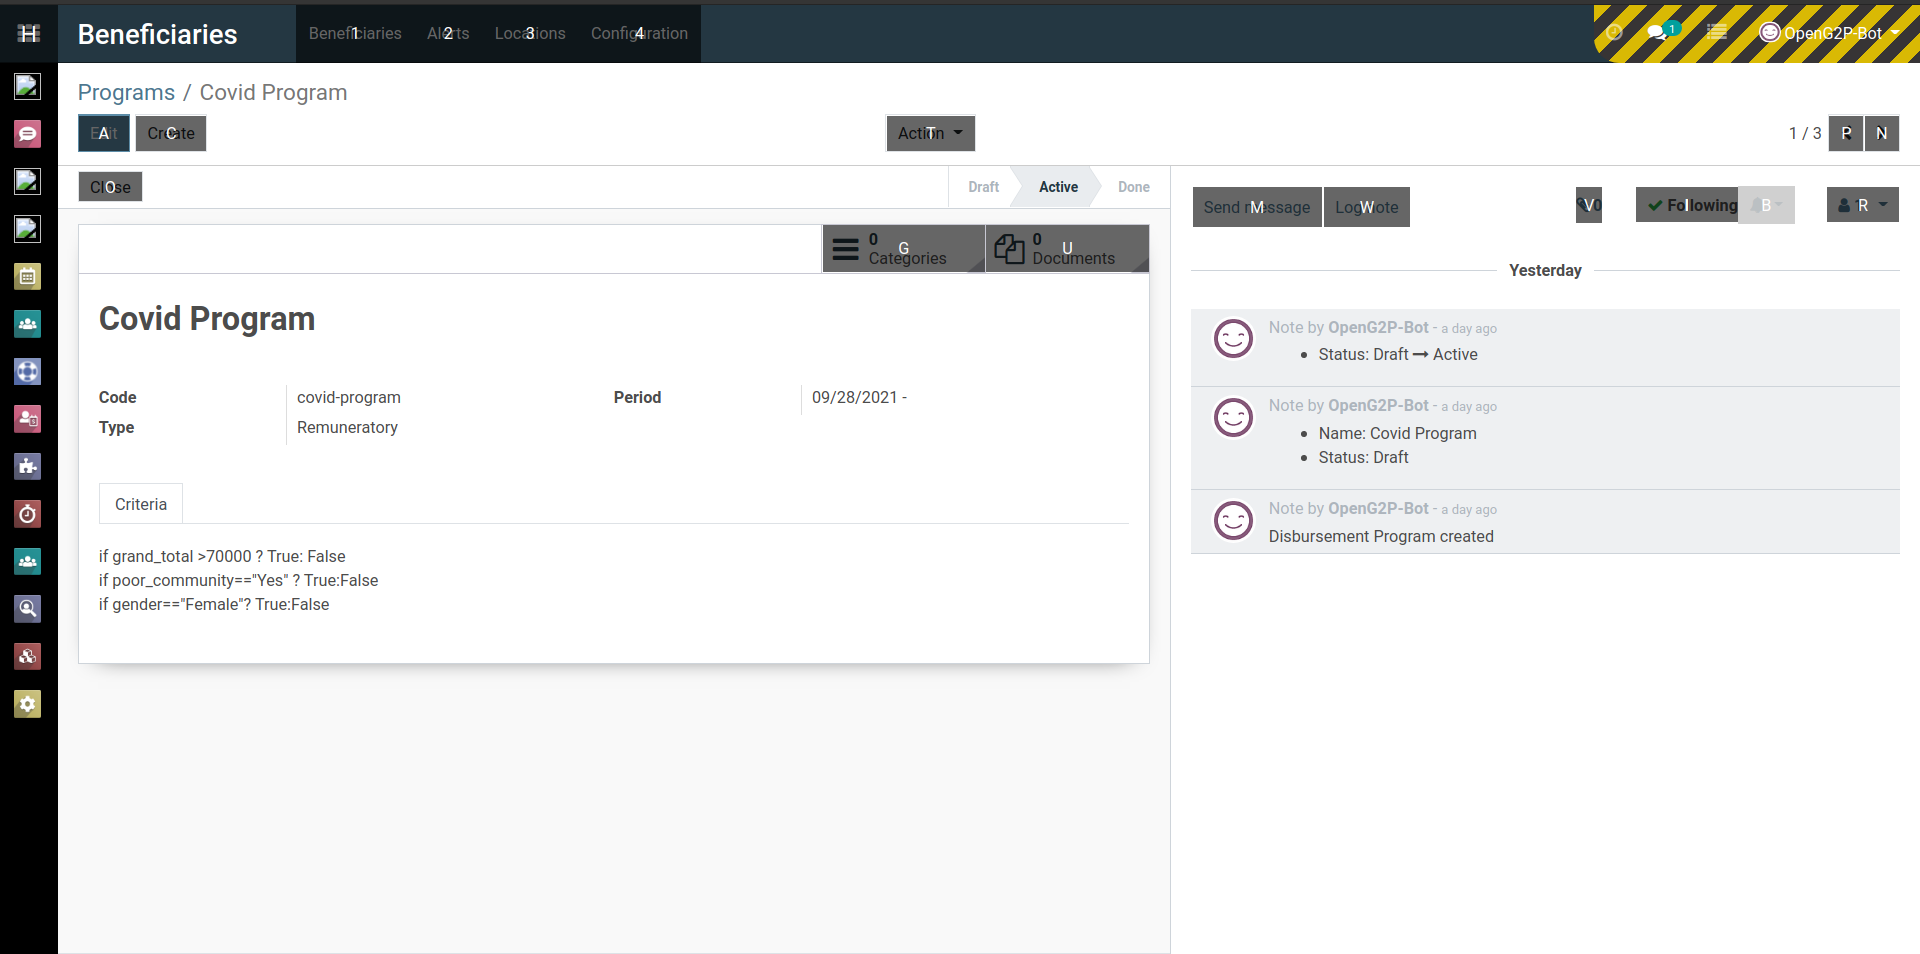 H
Beneficiaries
Beneficiaries 1
Alerts 2
Locations 3
Configuration 4
1
OpenG2P-Bot
Programs / Covid Program
Edit A
Create C
Action T
1 / 3
P
N
Close O
Draft
Active
Done
Send message M
Log note W
V 0
Following I
B
R
0
Categories G
0
Documents U
Yesterday
Covid Program
Note by OpenG2P-Bot - a day ago
Status: Draft → Active
Code
covid-program
Period
09/28/2021 -
Type
Remuneratory
Note by OpenG2P-Bot - a day ago
Name: Covid Program
Status: Draft
Criteria
Note by OpenG2P-Bot - a day ago
Disbursement Program created
if grand_total >70000 ? True: False
if poor_community=="Yes" ? True:False
if gender=="Female"? True:False